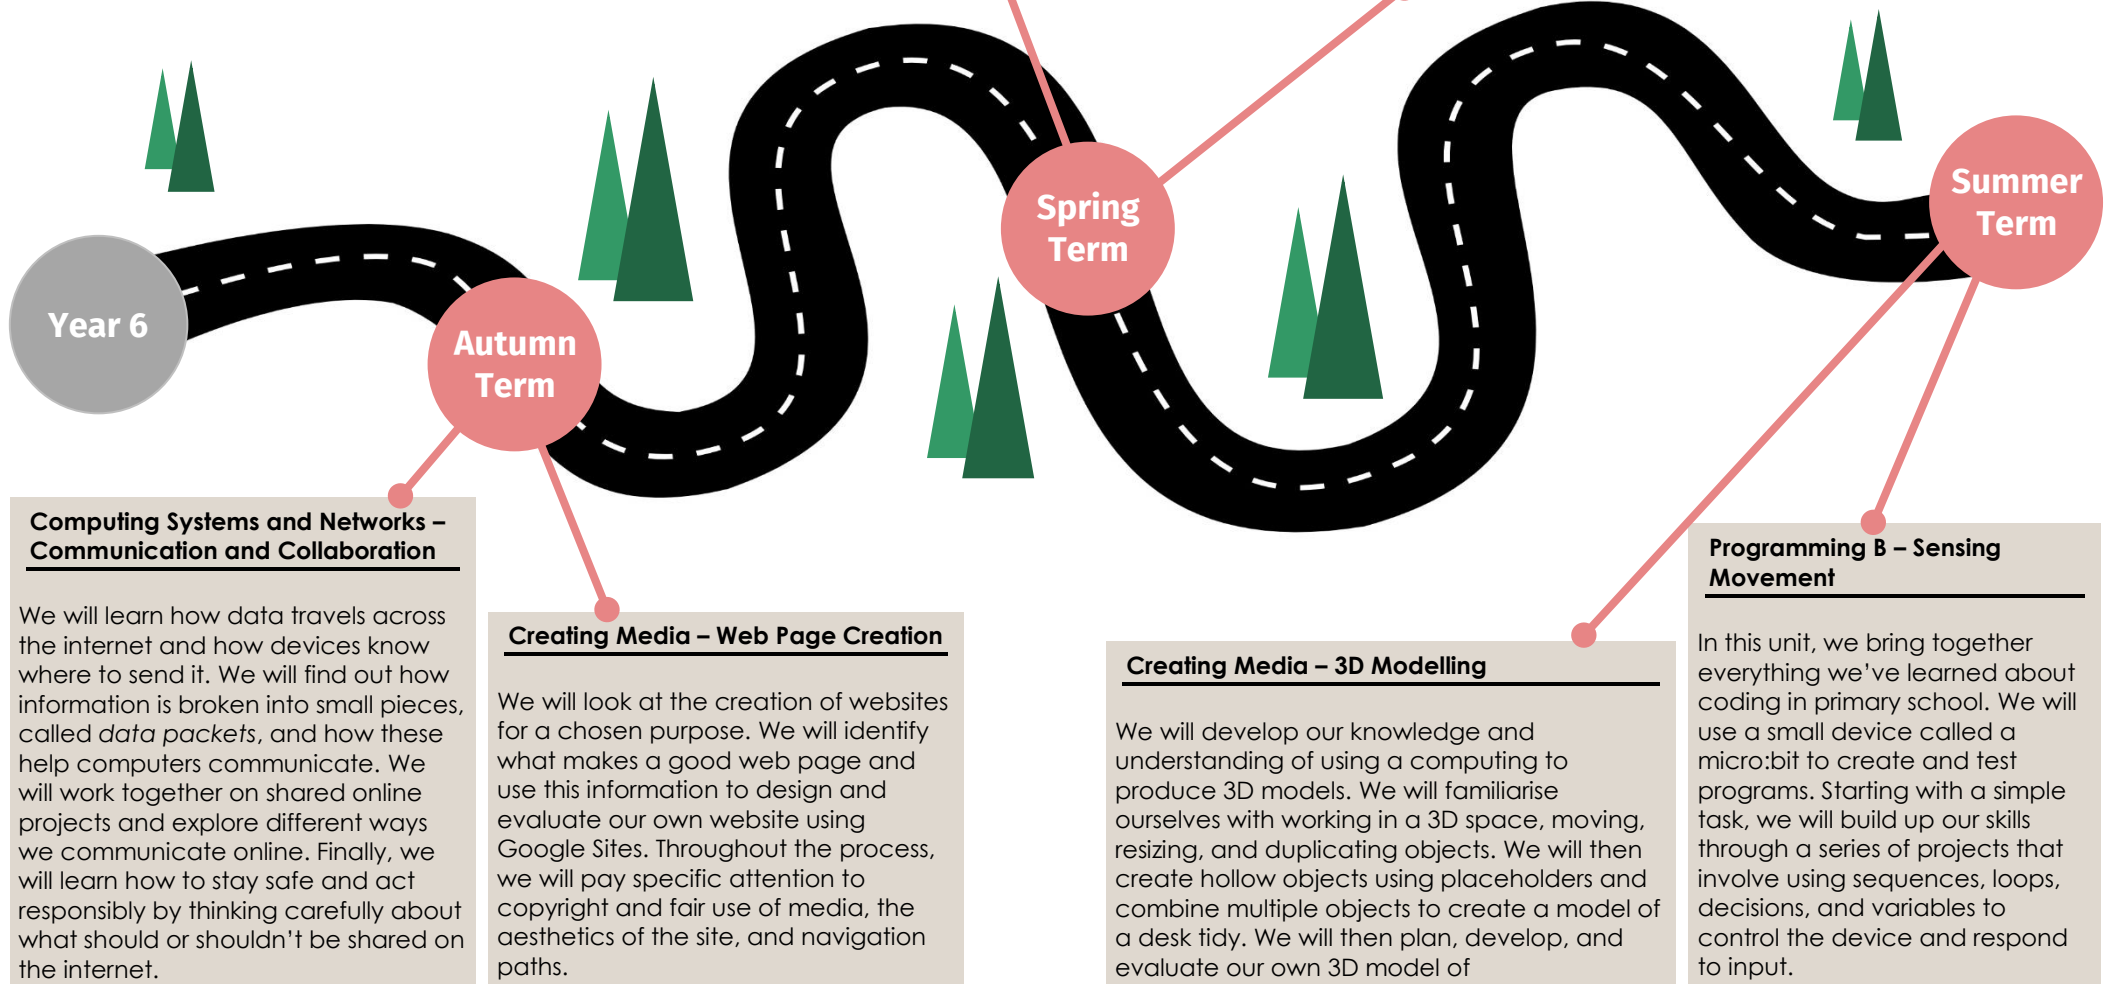 Year 6
Autumn
Term
Spring
Term
Summer
Term
Computing Systems and Networks –
Communication and Collaboration
We will learn how data travels across
the internet and how devices know
where to send it. We will find out how
information is broken into small pieces,
called data packets, and how these
help computers communicate. We
will work together on shared online
projects and explore different ways
we communicate online. Finally, we
will learn how to stay safe and act
responsibly by thinking carefully about
what should or shouldn't be shared on
the internet.
Creating Media – Web Page Creation
We will look at the creation of websites
for a chosen purpose. We will identify
what makes a good web page and
use this information to design and
evaluate our own website using
Google Sites. Throughout the process,
we will pay specific attention to
copyright and fair use of media, the
aesthetics of the site, and navigation
paths.
Creating Media – 3D Modelling
We will develop our knowledge and
understanding of using a computing to
produce 3D models. We will familiarise
ourselves with working in a 3D space, moving,
resizing, and duplicating objects. We will then
create hollow objects using placeholders and
combine multiple objects to create a model of
a desk tidy. We will then plan, develop, and
evaluate our own 3D model of
Programming B – Sensing
Movement
In this unit, we bring together
everything we've learned about
coding in primary school. We will
use a small device called a
micro:bit to create and test
programs. Starting with a simple
task, we will build up our skills
through a series of projects that
involve using sequences, loops,
decisions, and variables to
control the device and respond
to input.